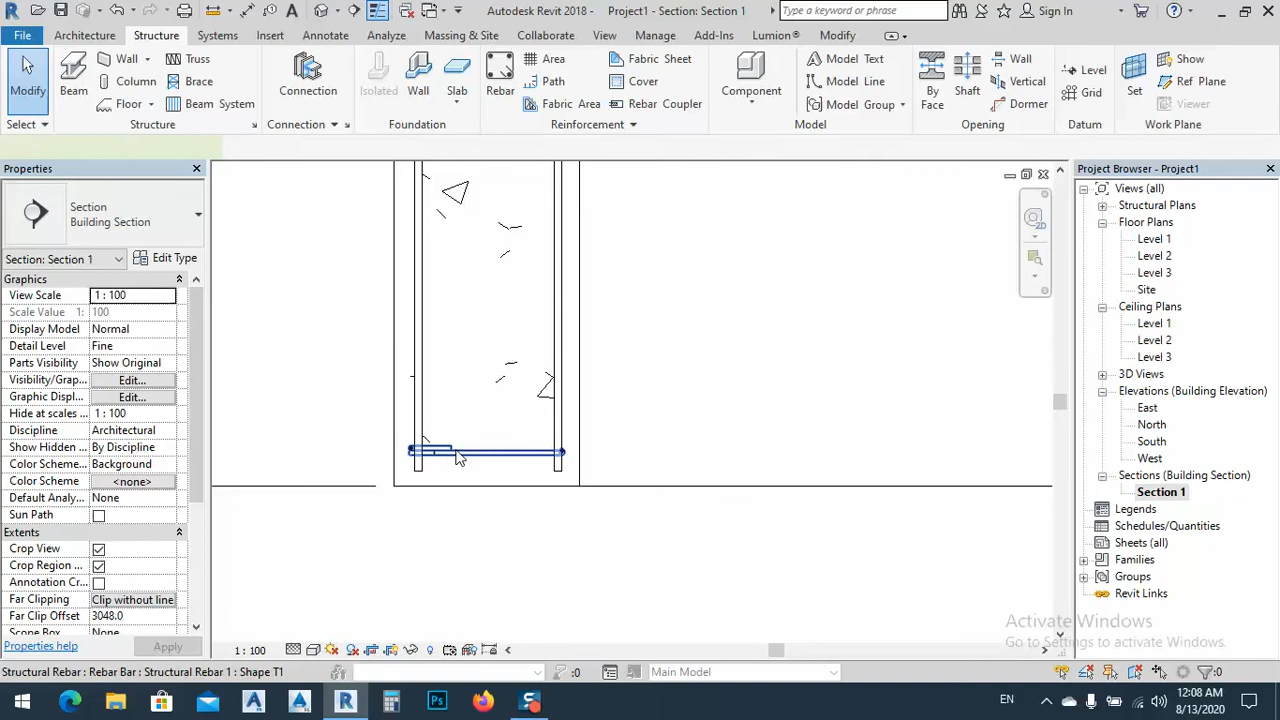 Autodesk Revit 2018 - Project1 - Section: Section 1
Type a keyword or phrase
Sign In
File Architecture Structure Systems Insert Annotate Analyze Massing & Site Collaborate View Manage Add-Ins Lumion® Modify
Modify
Select
Beam
Wall
Column
Floor
Truss
Brace
Beam System
Structure
Connection
Connection
Isolated
Wall
Slab
Foundation
Rebar
Area
Path
Fabric Area
Fabric Sheet
Cover
Rebar Coupler
Reinforcement
Component
Model Text
Model Line
Model Group
Model
By Face
Shaft
Wall
Vertical
Dormer
Opening
Level
Grid
Datum
Set
Show
Ref Plane
Viewer
Work Plane
Properties
Section
Building Section
Section: Section 1
Edit Type
Graphics
View Scale 1 : 100
Scale Value 1: 100
Display Model Normal
Detail Level Fine
Parts Visibility Show Original
Visibility/Grap... Edit...
Graphic Displ... Edit...
Hide at scales ... 1 : 100
Discipline Architectural
Show Hidden ... By Discipline
Color Scheme... Background
Color Scheme <none>
Default Analy... None
Sun Path
Extents
Crop View
Crop Region ...
Annotation Cr...
Far Clipping Clip without line
Far Clip Offset 3048.0
Scope Box None
Properties help
Apply
2D
Project Browser - Project1
Views (all)
Structural Plans
Floor Plans
Level 1
Level 2
Level 3
Site
Ceiling Plans
Level 1
Level 2
Level 3
3D Views
Elevations (Building Elevation)
East
North
South
West
Sections (Building Section)
Section 1
Legends
Schedules/Quantities
Sheets (all)
Families
Groups
Revit Links
Activate Windows
Go to Settings to activate Windows.
1 : 100
Structural Rebar : Rebar Bar : Structural Rebar 1 : Shape T1
:0
Main Model
:0
EN
12:08 AM
8/13/2020